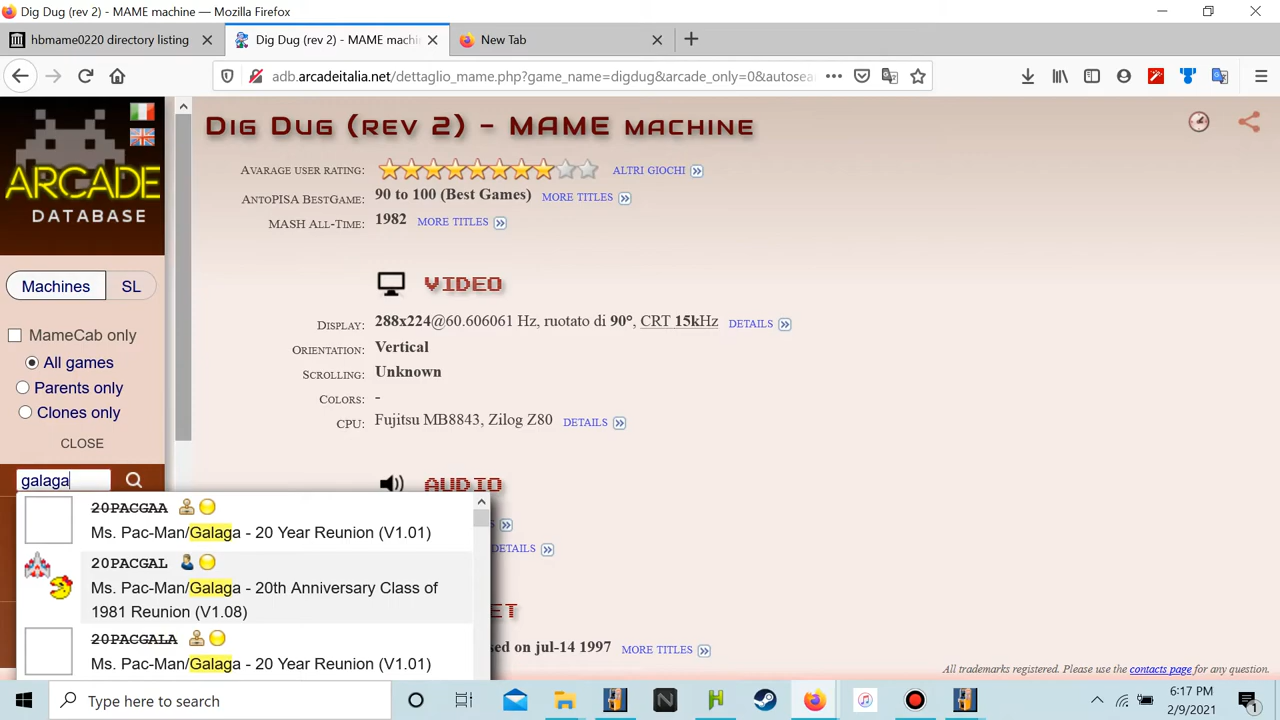 Dig Dug (rev 2) - MAME machine — Mozilla Firefox
hbmame0220 directory listing
Dig Dug (rev 2) - MAME machi
New Tab
adb.arcadeitalia.net/dettaglio_mame.php?game_name=digdug&arcade_only=0&autosea
ARCADE
DATABASE
Machines SL
MameCab only
All games
Parents only
Clones only
CLOSE
galaga
Dig Dug (rev 2) - MAME machine
Avarage user rating: ALTRI GIOCHI
AntoPISA BestGame: 90 to 100 (Best Games) MORE TITLES
MASH All-Time: 1982 MORE TITLES
VIDEO
Display: 288x224@60.606061 Hz, ruotato di 90°, CRT 15kHz DETAILS
Orientation: Vertical
Scrolling: Unknown
Colors: -
CPU: Fujitsu MB8843, Zilog Z80 DETAILS
AUDIO
20PACGAA
Ms. Pac-Man/Galaga - 20 Year Reunion (V1.01)
DETAILS
20PACGAL
Ms. Pac-Man/Galaga - 20th Anniversary Class of
1981 Reunion (V1.08)
ET
20PACGALA
Ms. Pac-Man/Galaga - 20 Year Reunion (V1.01)
sed on jul-14 1997 MORE TITLES
All trademarks registered. Please use the contacts page for any question.
Type here to search
6:17 PM
2/9/2021
1